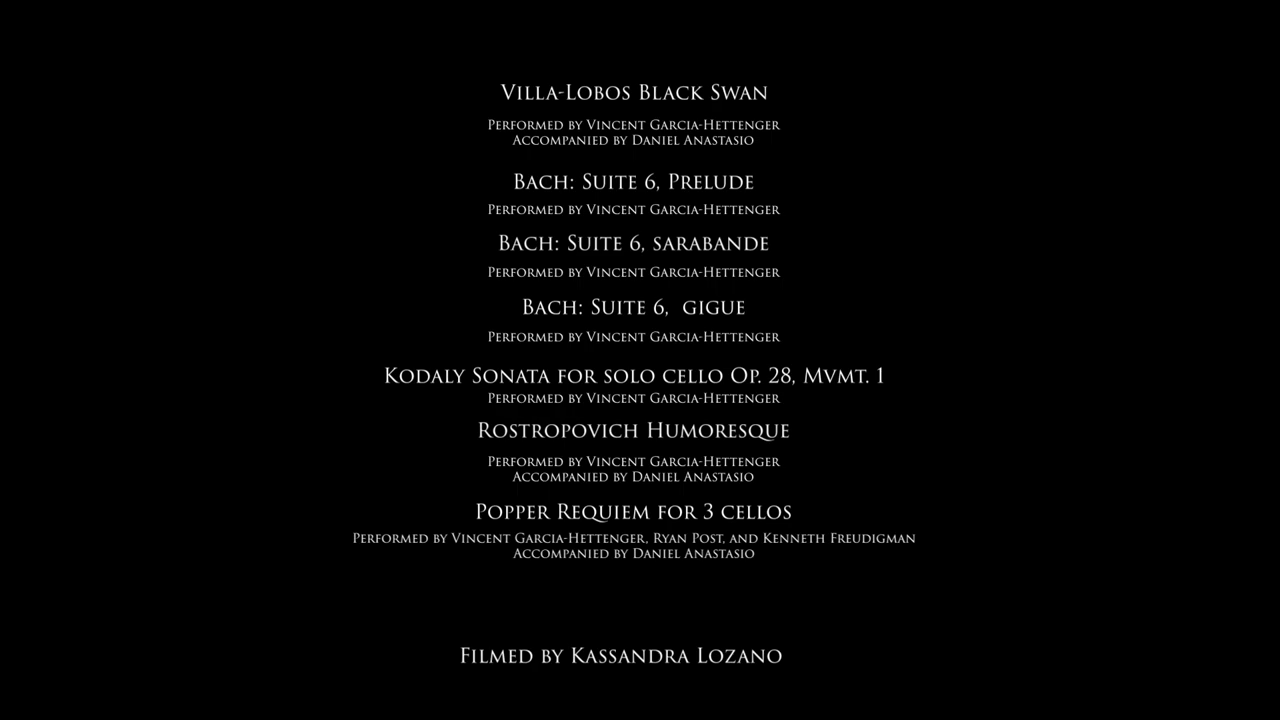 Villa-Lobos Black Swan
Performed by Vincent Garcia-Hettenger
Accompanied by Daniel Anastasio
Bach: Suite 6, Prelude
Performed by Vincent Garcia-Hettenger
Bach: Suite 6, sarabande
Performed by Vincent Garcia-Hettenger
Bach: Suite 6, gigue
Performed by Vincent Garcia-Hettenger
Kodaly Sonata for solo cello Op. 28, Mvmt. 1
Performed by Vincent Garcia-Hettenger
Rostropovich Humoresque
Performed by Vincent Garcia-Hettenger
Accompanied by Daniel Anastasio
Popper Requiem for 3 cellos
Performed by Vincent Garcia-Hettenger, Ryan Post, and Kenneth Freudigman
Accompanied by Daniel Anastasio
Filmed by Kassandra Lozano